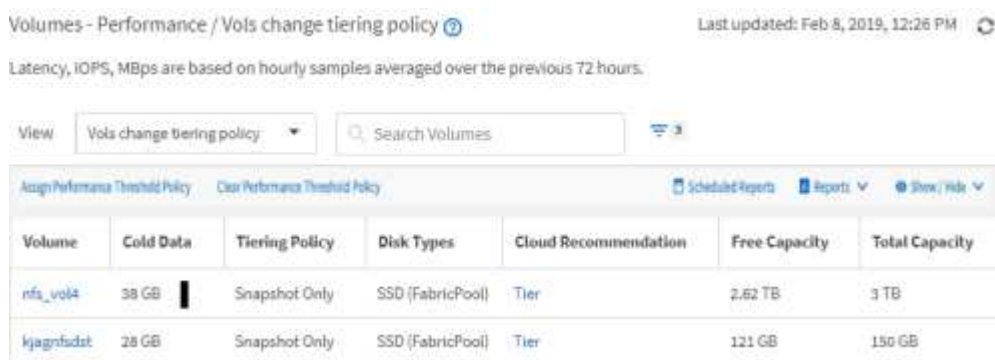 Volumes - Performance / Vols change tiering policy
Last updated: Feb 8, 2019, 12:26 PM
Latency, IOPS, MBps are based on hourly samples averaged over the previous 72 hours.
View Vols change tiering policy Search Volumes 3
Assign Performance Threshold Policy Clear Performance Threshold Policy Scheduled Reports Reports Show / Hide
Volume Cold Data Tiering Policy Disk Types Cloud Recommendation Free Capacity Total Capacity
nfs_vol4 38 GB Snapshot Only SSD (FabricPool) Tier 2.62 TB 3 TB
kjagnfsdst 28 GB Snapshot Only SSD (FabricPool) Tier 121 GB 150 GB